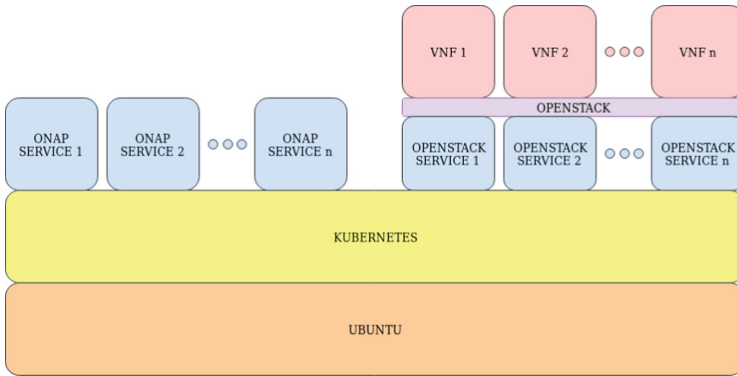 VNF 1
VNF 2
VNF n
OPENSTACK
ONAP
SERVICE 1
ONAP
SERVICE 2
ONAP
SERVICE n
OPENSTACK
SERVICE 1
OPENSTACK
SERVICE 2
OPENSTACK
SERVICE n
KUBERNETES
UBUNTU